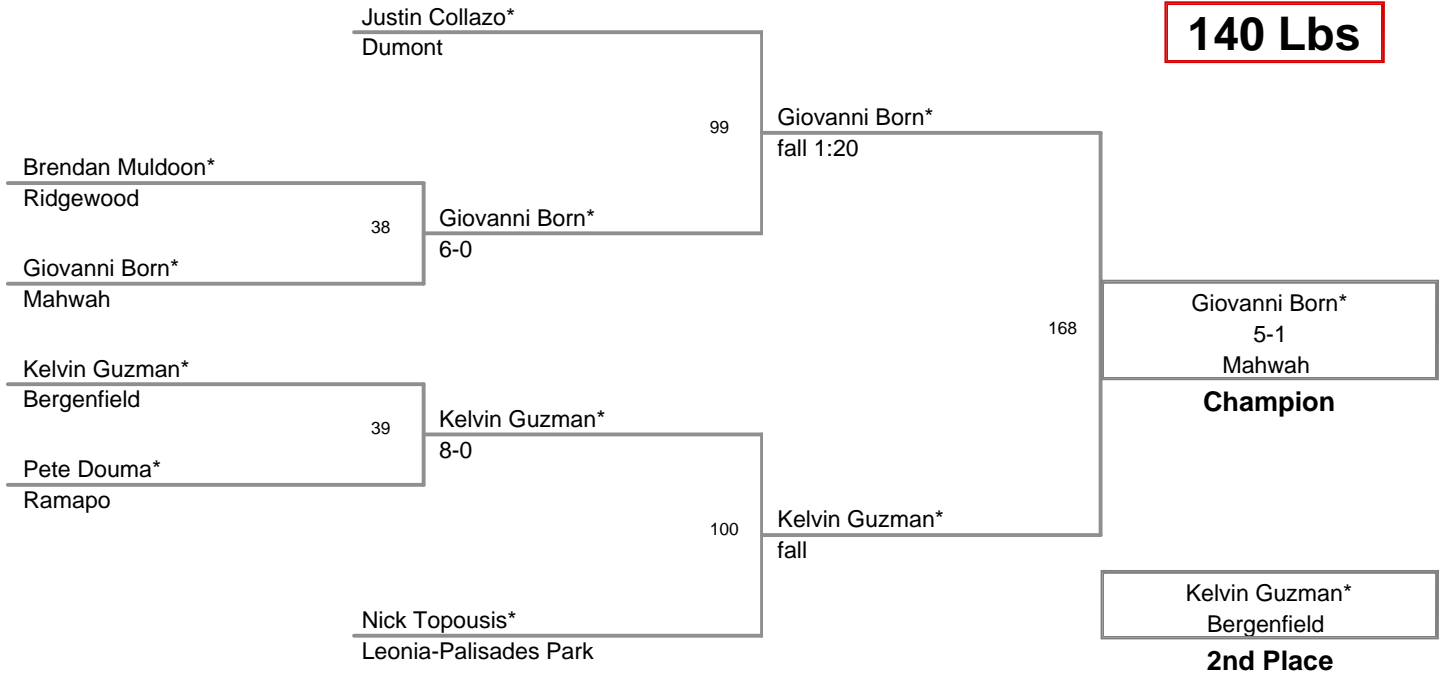 Justin Collazo*
Dumont
140 Lbs
99
Giovanni Born*
fall 1:20
Brendan Muldoon*
Ridgewood
38
Giovanni Born*
6-0
Giovanni Born*
Mahwah
168
Giovanni Born*
5-1
Mahwah
Champion
Kelvin Guzman*
Bergenfield
39
Kelvin Guzman*
8-0
Pete Douma*
Ramapo
100
Kelvin Guzman*
fall
Nick Topousis*
Leonia-Palisades Park
Kelvin Guzman*
Bergenfield
2nd Place